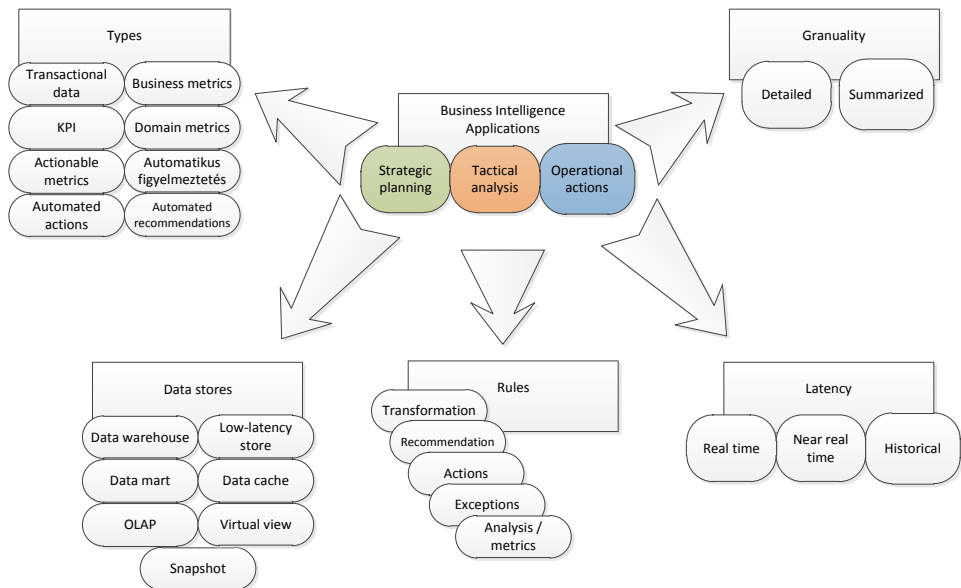 Types
Transactional
data
Business metrics
KPI
Domain metrics
Actionable
metrics
Automatikus
figyelmeztetés
Automated
actions
Automated
recommendations
Business Intelligence
Applications
Strategic
planning
Tactical
analysis
Operational
actions
Granuality
Detailed
Summarized
Data stores
Data warehouse
Low-latency
store
Data mart
Data cache
OLAP
Virtual view
Snapshot
Rules
Transformation
Recommendation
Actions
Exceptions
Analysis /
metrics
Latency
Real time
Near real
time
Historical